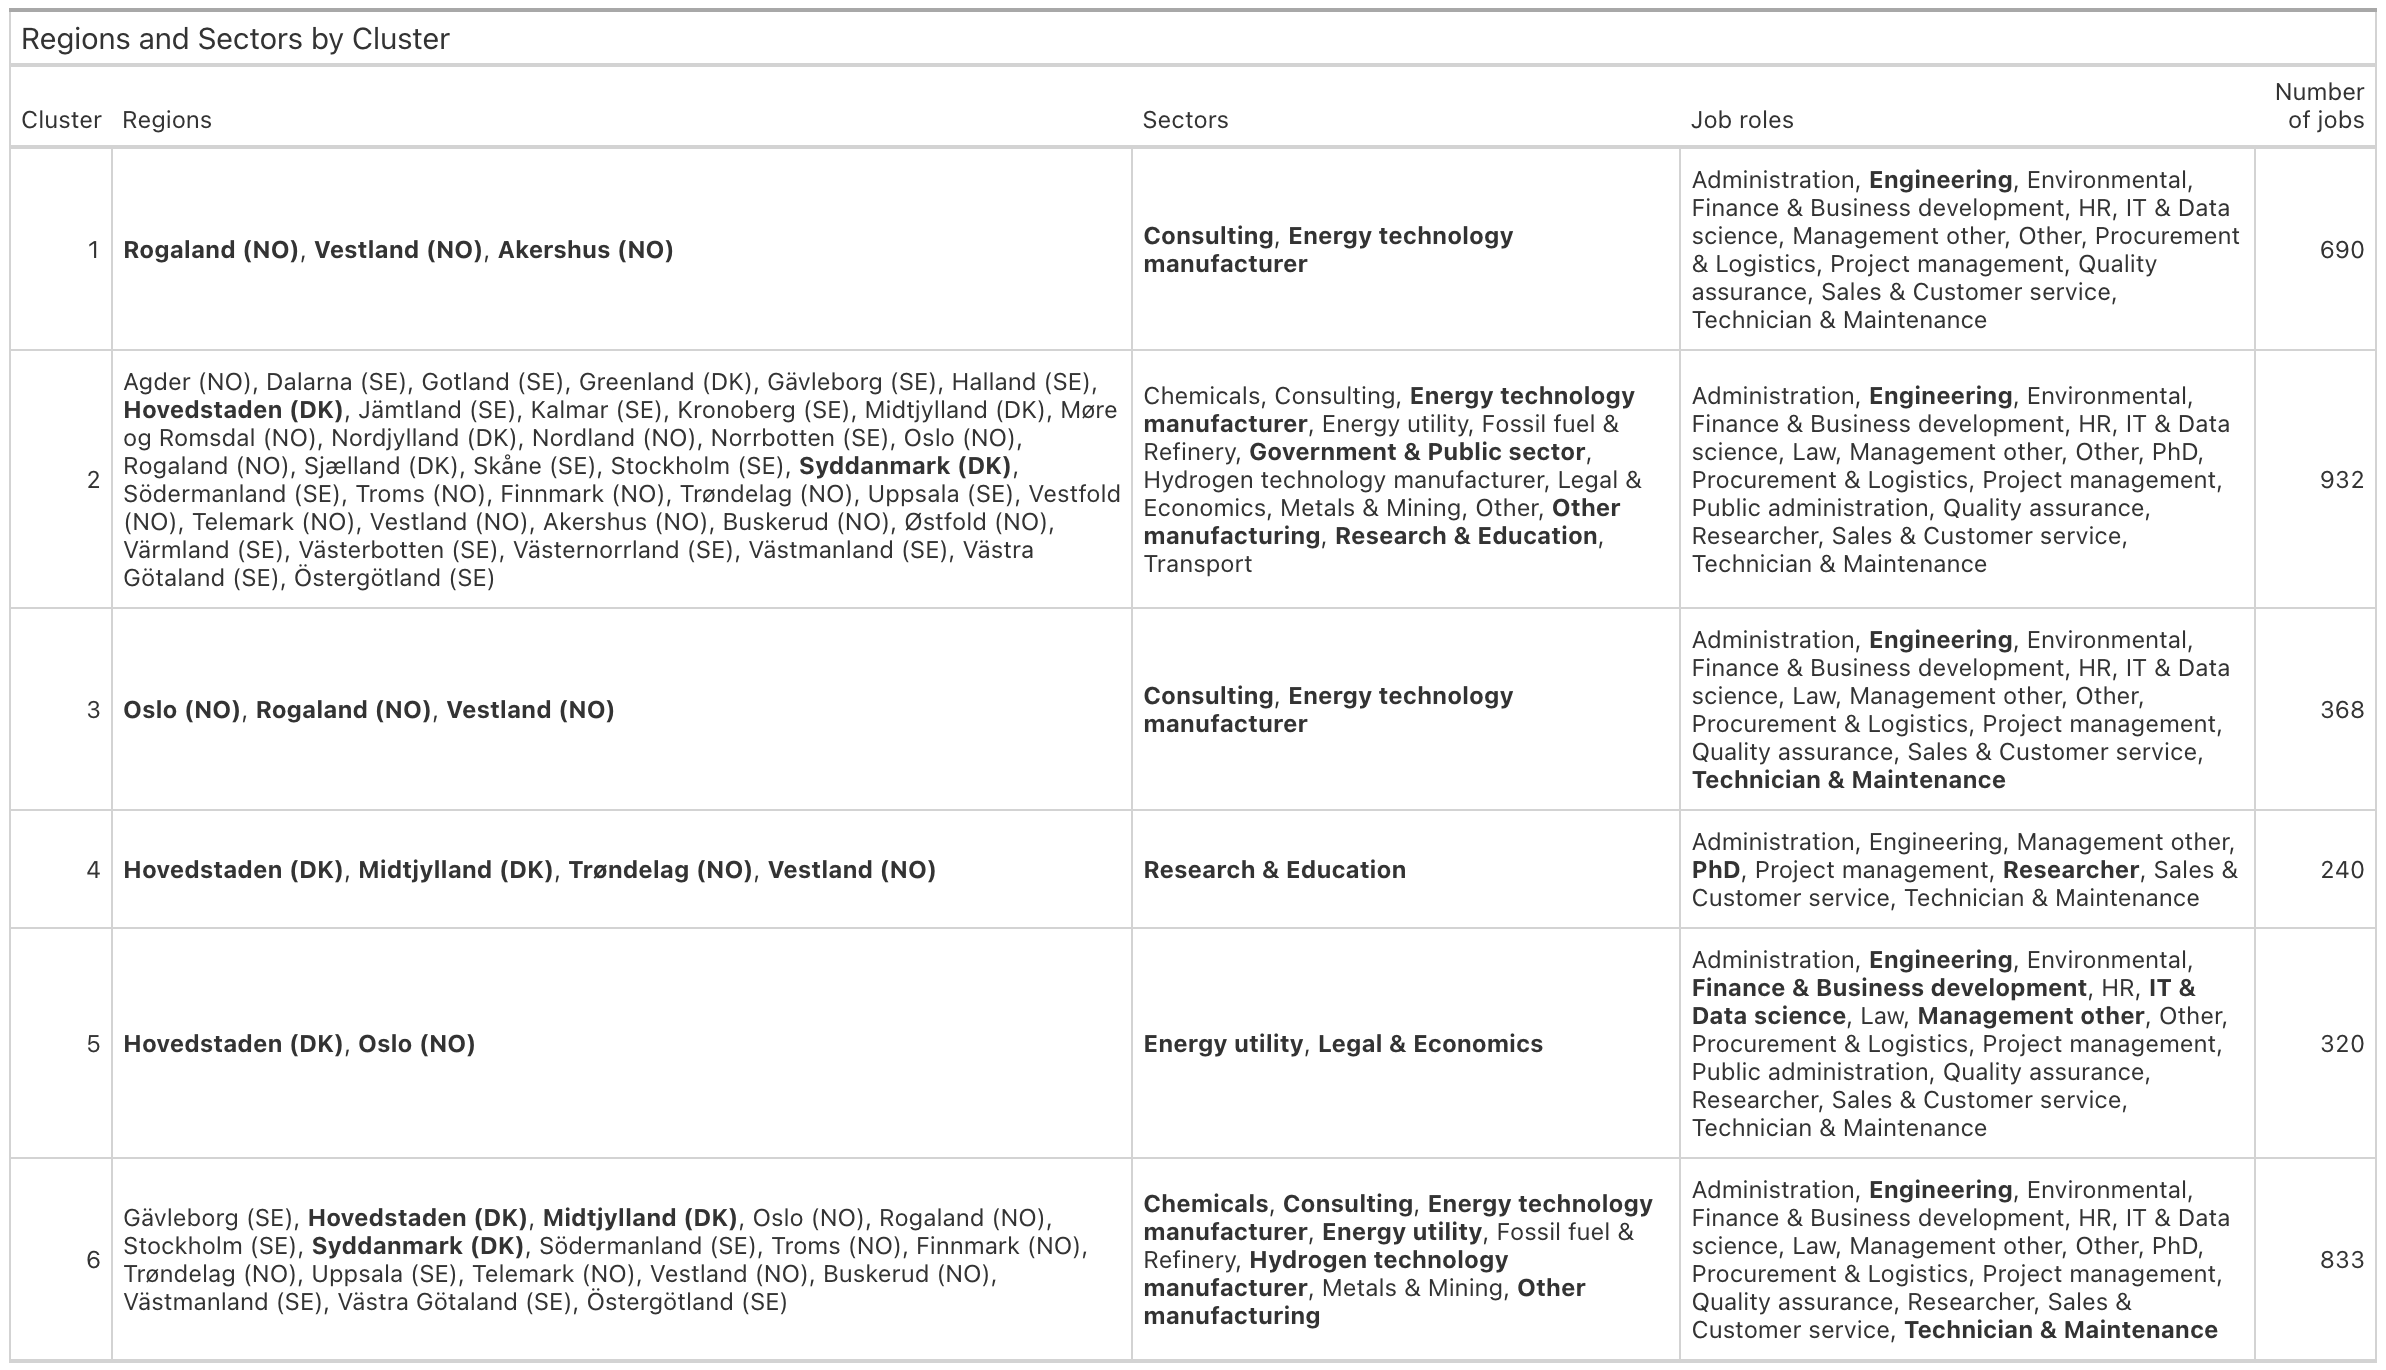 Regions and Sectors by Cluster
Cluster
Regions
Sectors
Job roles
Number
of jobs
1
Rogaland (NO), Vestland (NO), Akershus (NO)
Consulting, Energy technology
manufacturer
Administration, Engineering, Environmental,
Finance & Business development, HR, IT & Data
science, Management other, Other, Procurement
& Logistics, Project management, Quality
assurance, Sales & Customer service,
Technician & Maintenance
690
2
Agder (NO), Dalarna (SE), Gotland (SE), Greenland (DK), Gävleborg (SE), Halland (SE),
Hovedstaden (DK), Jämtland (SE), Kalmar (SE), Kronoberg (SE), Midtjylland (DK), Møre
og Romsdal (NO), Nordjylland (DK), Nordland (NO), Norrbotten (SE), Oslo (NO),
Rogaland (NO), Sjælland (DK), Skåne (SE), Stockholm (SE), Syddanmark (DK),
Södermanland (SE), Troms (NO), Finnmark (NO), Trøndelag (NO), Uppsala (SE), Vestfold
(NO), Telemark (NO), Vestland (NO), Akershus (NO), Buskerud (NO), Østfold (NO),
Värmland (SE), Västerbotten (SE), Västernorrland (SE), Västmanland (SE), Västra
Götaland (SE), Östergötland (SE)
Chemicals, Consulting, Energy technology
manufacturer, Energy utility, Fossil fuel &
Refinery, Government & Public sector,
Hydrogen technology manufacturer, Legal &
Economics, Metals & Mining, Other, Other
manufacturing, Research & Education,
Transport
Administration, Engineering, Environmental,
Finance & Business development, HR, IT & Data
science, Law, Management other, Other, PhD,
Procurement & Logistics, Project management,
Public administration, Quality assurance,
Researcher, Sales & Customer service,
Technician & Maintenance
932
3
Oslo (NO), Rogaland (NO), Vestland (NO)
Consulting, Energy technology
manufacturer
Administration, Engineering, Environmental,
Finance & Business development, HR, IT & Data
science, Law, Management other, Other,
Procurement & Logistics, Project management,
Quality assurance, Sales & Customer service,
Technician & Maintenance
368
4
Hovedstaden (DK), Midtjylland (DK), Trøndelag (NO), Vestland (NO)
Research & Education
Administration, Engineering, Management other,
PhD, Project management, Researcher, Sales &
Customer service, Technician & Maintenance
240
5
Hovedstaden (DK), Oslo (NO)
Energy utility, Legal & Economics
Administration, Engineering, Environmental,
Finance & Business development, HR, IT &
Data science, Law, Management other, Other,
Procurement & Logistics, Project management,
Public administration, Quality assurance,
Researcher, Sales & Customer service,
Technician & Maintenance
320
6
Gävleborg (SE), Hovedstaden (DK), Midtjylland (DK), Oslo (NO), Rogaland (NO),
Stockholm (SE), Syddanmark (DK), Södermanland (SE), Troms (NO), Finnmark (NO),
Trøndelag (NO), Uppsala (SE), Telemark (NO), Vestland (NO), Buskerud (NO),
Västmanland (SE), Västra Götaland (SE), Östergötland (SE)
Chemicals, Consulting, Energy technology
manufacturer, Energy utility, Fossil fuel &
Refinery, Hydrogen technology
manufacturer, Metals & Mining, Other
manufacturing
Administration, Engineering, Environmental,
Finance & Business development, HR, IT & Data
science, Law, Management other, Other, PhD,
Procurement & Logistics, Project management,
Quality assurance, Researcher, Sales &
Customer service, Technician & Maintenance
833